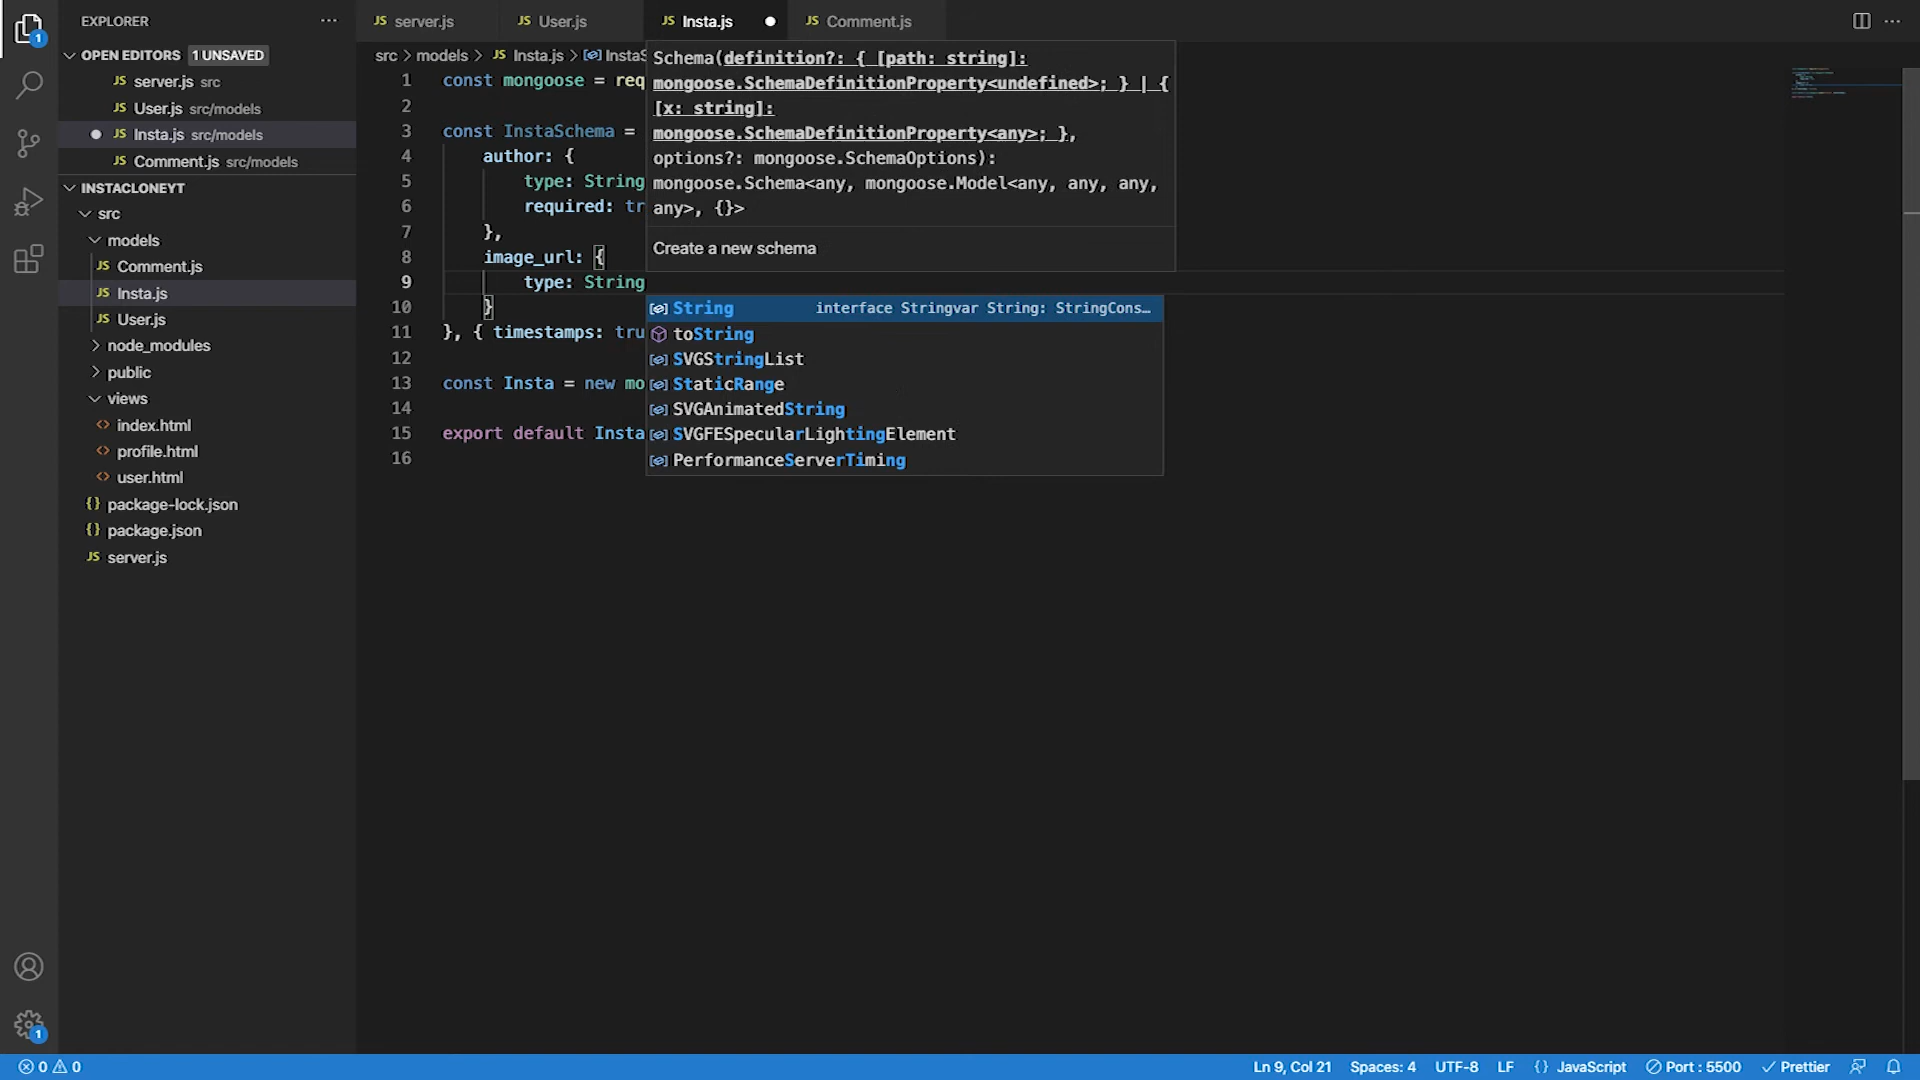 EXPLORER
server.js
User.js
Insta.js
Comment.js
OPEN EDITORS 1 UNSAVED
server.js src
User.js src/models
Insta.js src/models
Comment.js src/models
INSTACLONEYT
src
models
Comment.js
Insta.js
User.js
node_modules
public
views
index.html
profile.html
user.html
package-lock.json
package.json
server.js
src > models > Insta.js >
1 const mongoose =
2
3 const InstaSchema =
4 author: {
5 type: String
6 required:
7 },
8 image_url: {
9 type: String
10 }
11 }, { timestamps:
12
13 const Insta = new
14
15 export default Insta
16
Schema(definition?: { [path: string]:
mongoose.SchemaDefinitionProperty<undefined>; } | {
[x: string]:
mongoose.SchemaDefinitionProperty<any>; },
options?: mongoose.SchemaOptions):
mongoose.Schema<any, mongoose.Model<any, any, any,
any>, {}>
Create a new schema
String interface Stringvar String: StringCons…
toString
SVGStringList
StaticRange
SVGAnimatedString
SVGFESpecularLightingElement
PerformanceServerTiming
1
1
0 0
Ln 9, Col 21 Spaces: 4 UTF-8 LF {} JavaScript Port : 5500 Prettier